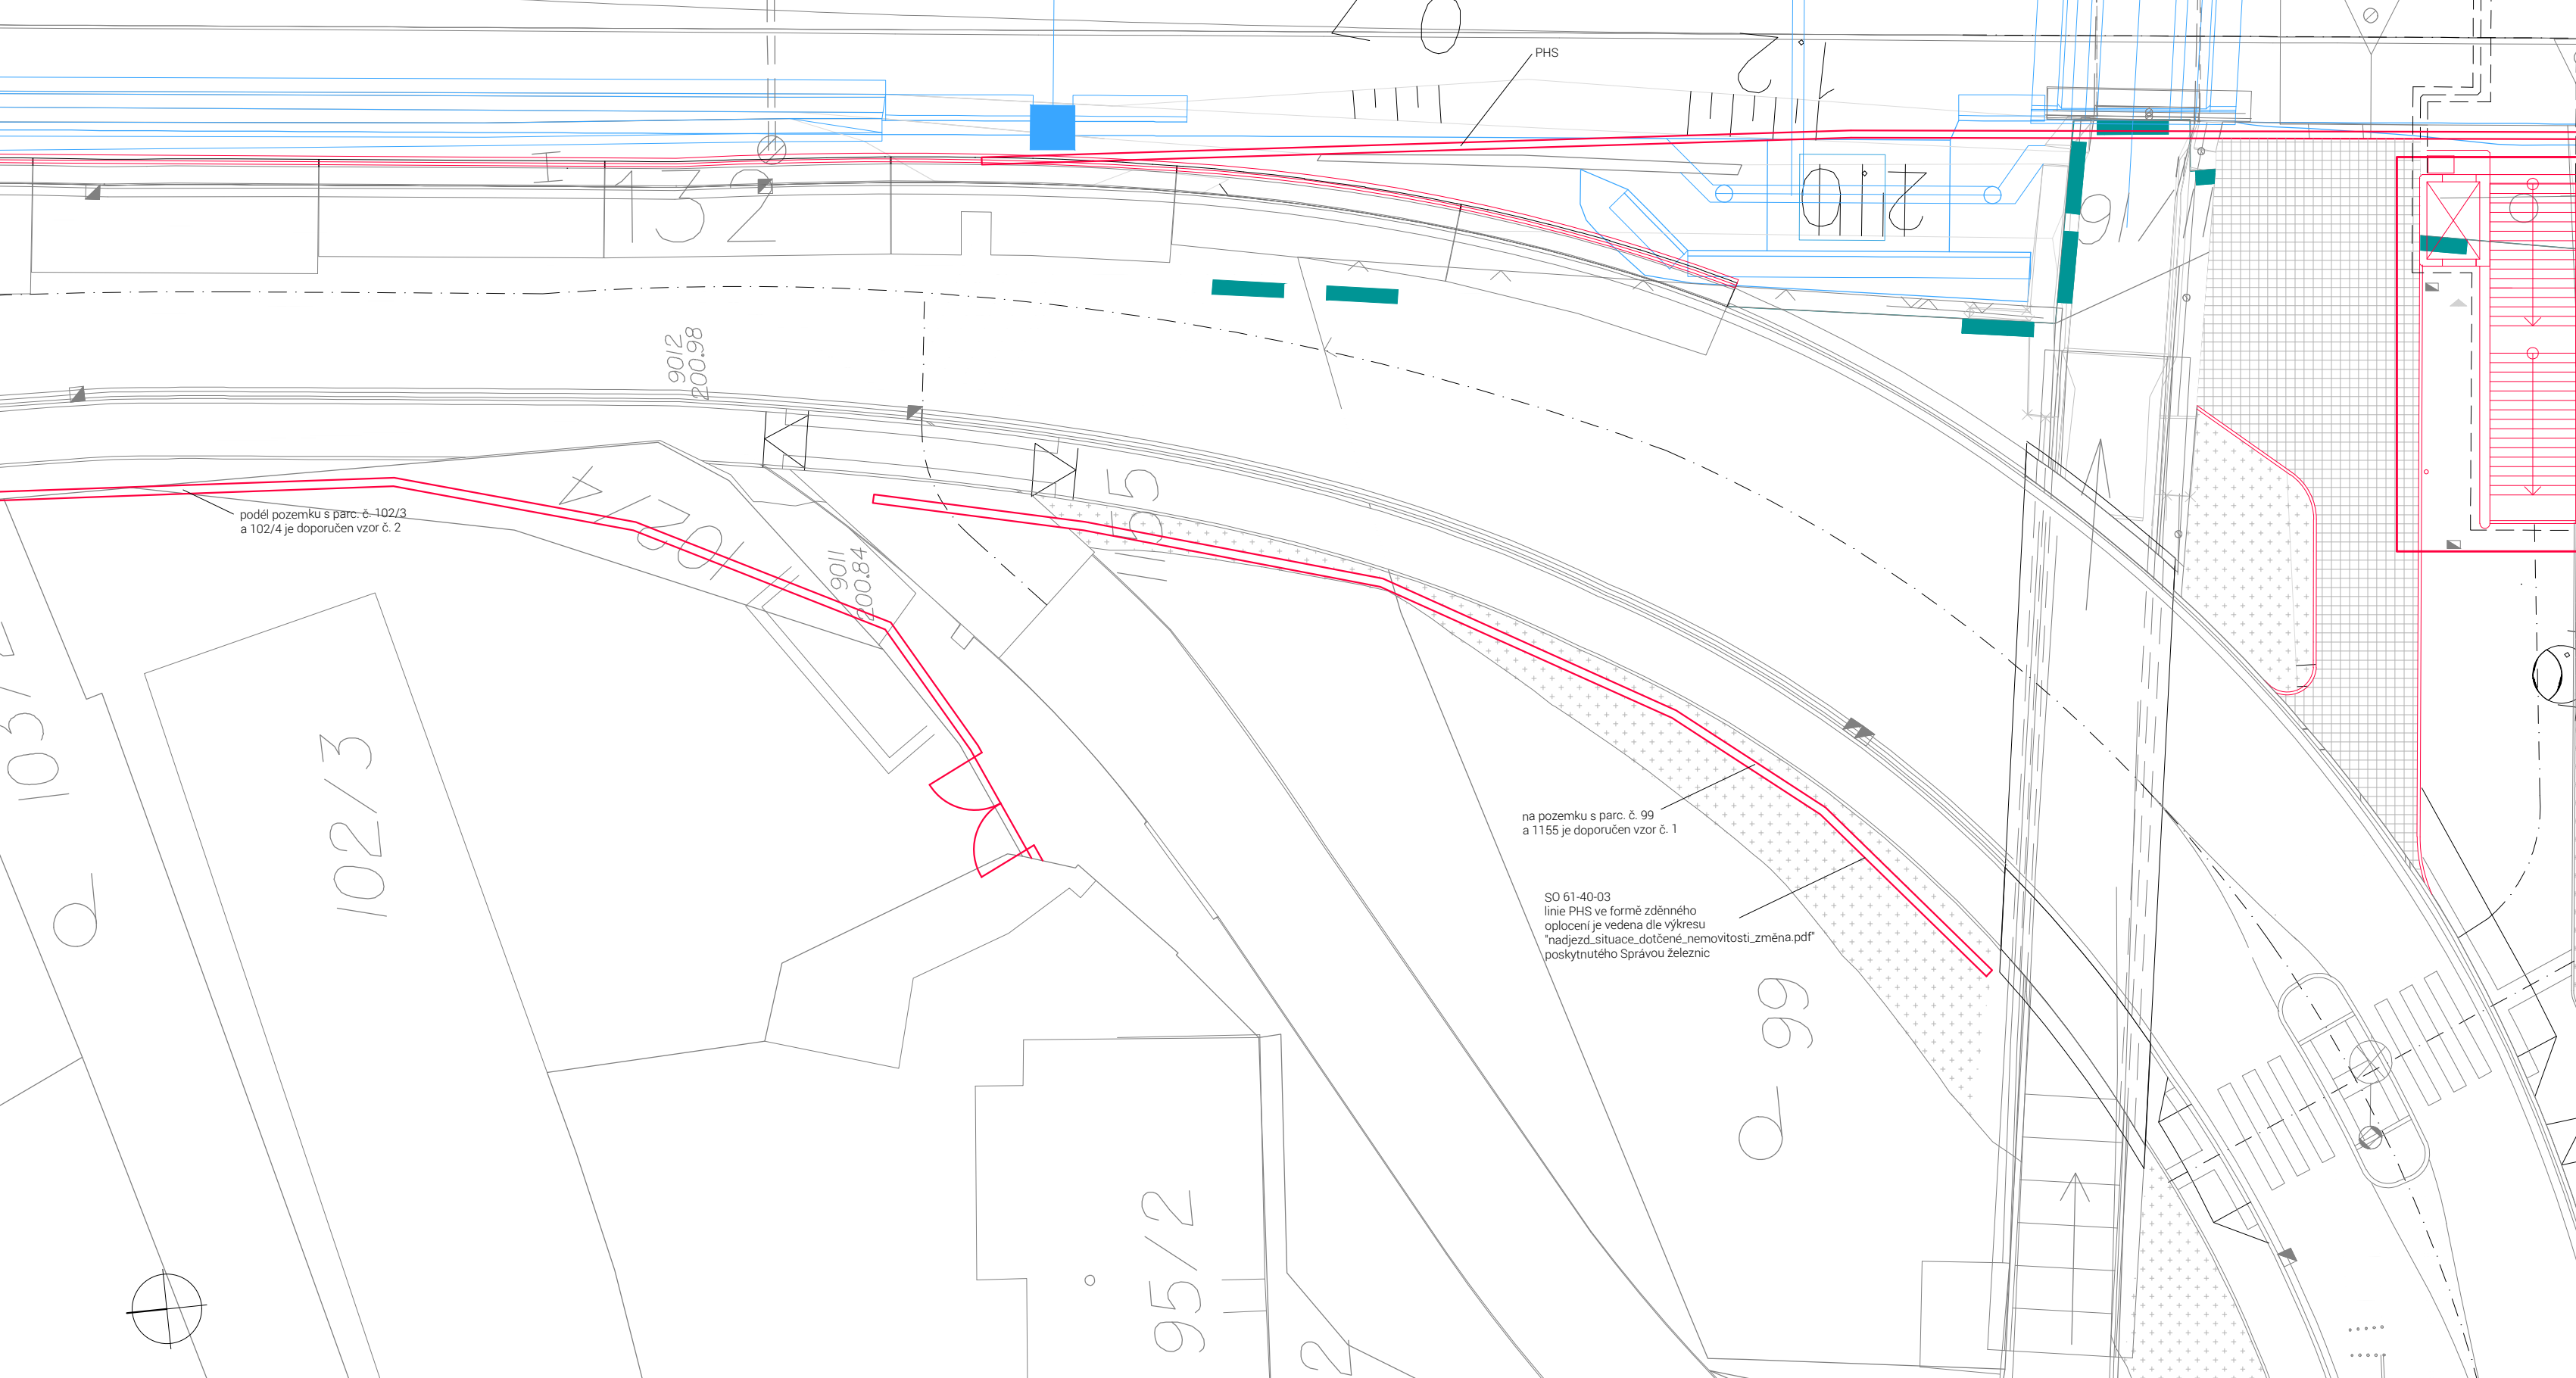 PHS
132
9012
200.98
podél pozemku s parc. č. 102/3
a 102/4 je doporučen vzor č. 2
9011
200.84
102/3
na pozemku s parc. č. 99
a 1155 je doporučen vzor č. 1
SO 61-40-03
linie PHS ve formě zděnného
oplocení je vedena dle výkresu
"nadjezd_situace_dotčené_nemovitosti_změna.pdf"
poskytnutého Správou železnic
99
95/2
2